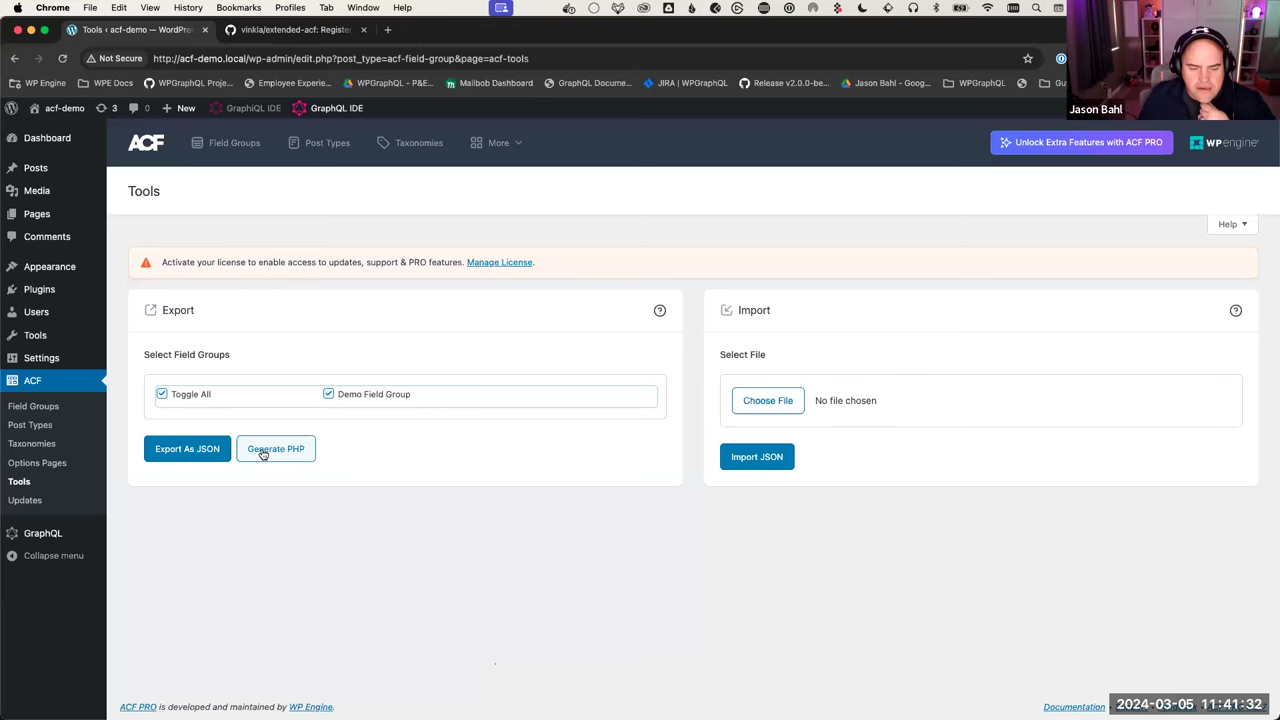 Chrome File Edit View History Bookmarks Profiles Tab Window Help
Tools ‹ acf-demo — WordPre
vinkla/extended-acf: Registe
Not Secure http://acf-demo.local/wp-admin/edit.php?post_type=acf-field-group&page=acf-tools
WP Engine WPE Docs WPGraphQL Proje... Employee Experie... WPGraphQL - P&E... Mailbob Dashboard GraphQL Docume... JIRA | WPGraphQL Release v2.0.0-be... Jason Bahl - Goog... WPGraphQL Gu
Jason Bahl
acf-demo 3 0 New GraphiQL IDE GraphQL IDE
Dashboard
Posts
Media
Pages
Comments
Appearance
Plugins
Users
Tools
Settings
ACF
Field Groups
Post Types
Taxonomies
Options Pages
Tools
Updates
GraphQL
Collapse menu
ACF Field Groups Post Types Taxonomies More
Unlock Extra Features with ACF PRO
WPengine
Tools
Help
Activate your license to enable access to updates, support & PRO features. Manage License.
Export
Select Field Groups
Toggle All Demo Field Group
Export As JSON Generate PHP
Import
Select File
Choose File No file chosen
Import JSON
ACF PRO is developed and maintained by WP Engine.
Documentation
2024-03-05 11:41:32